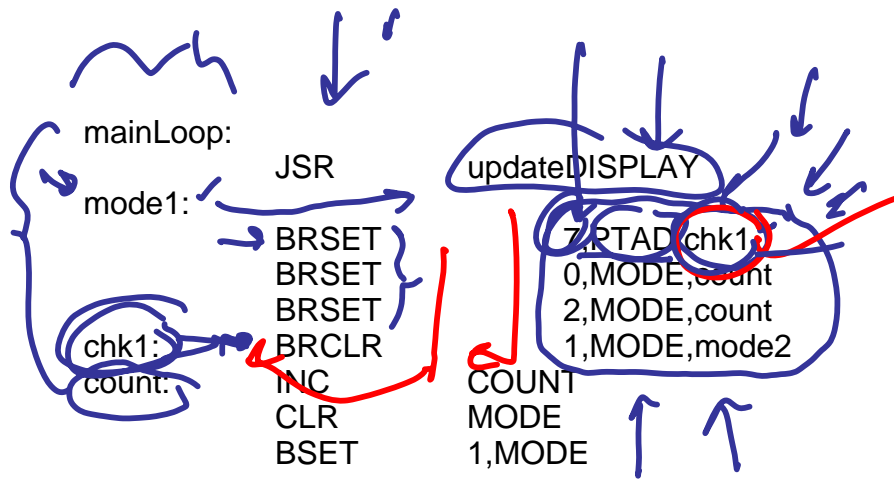 mainLoop:
JSR updateDISPLAY
mode1:
BRSET 7,PTAD,chk1
BRSET 0,MODE,count
BRSET 2,MODE,count
chk1: BRCLR 1,MODE,mode2
count: INC COUNT
CLR MODE
BSET 1,MODE